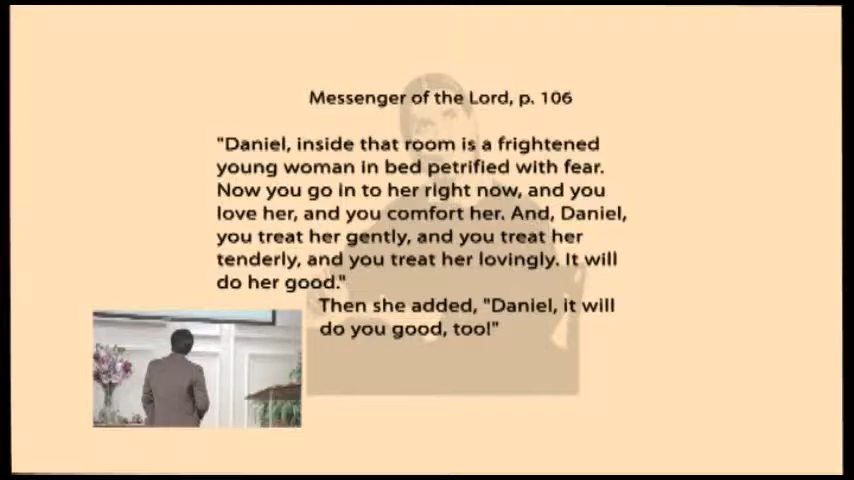 Messenger of the Lord, p. 106
"Daniel, inside that room is a frightened
young woman in bed petrified with fear.
Now you go in to her right now, and you
love her, and you comfort her. And, Daniel,
you treat her gently, and you treat her
tenderly, and you treat her lovingly. It will
do her good."
Then she added, "Daniel, it will
do you good, too!"